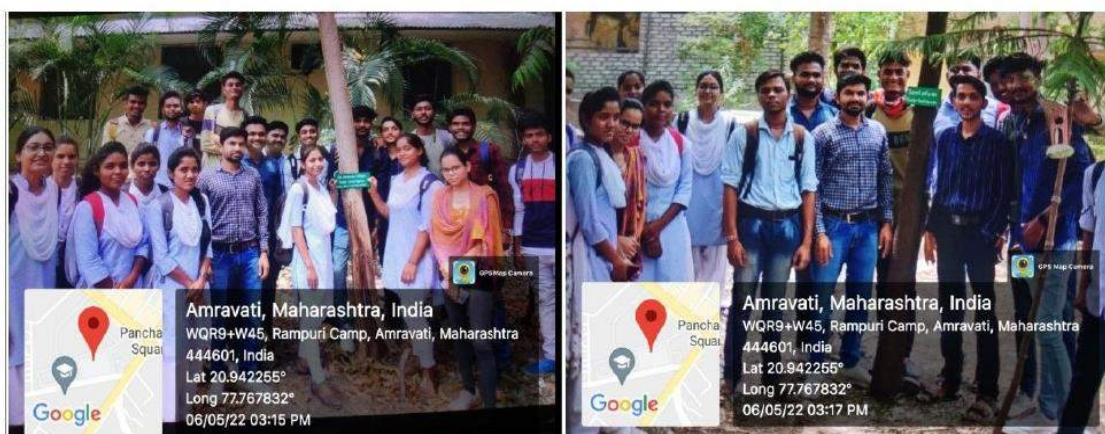 GPS Map Camera
Pancha
Squa
Google
Amravati, Maharashtra, India
WQR9+W45, Rampuri Camp, Amravati, Maharashtra
444601, India
Lat 20.942255°
Long 77.767832°
06/05/22 03:15 PM
GPS Map Camera
Pancha
Squa
Google
Amravati, Maharashtra, India
WQR9+W45, Rampuri Camp, Amravati, Maharashtra
444601, India
Lat 20.942255°
Long 77.767832°
06/05/22 03:17 PM